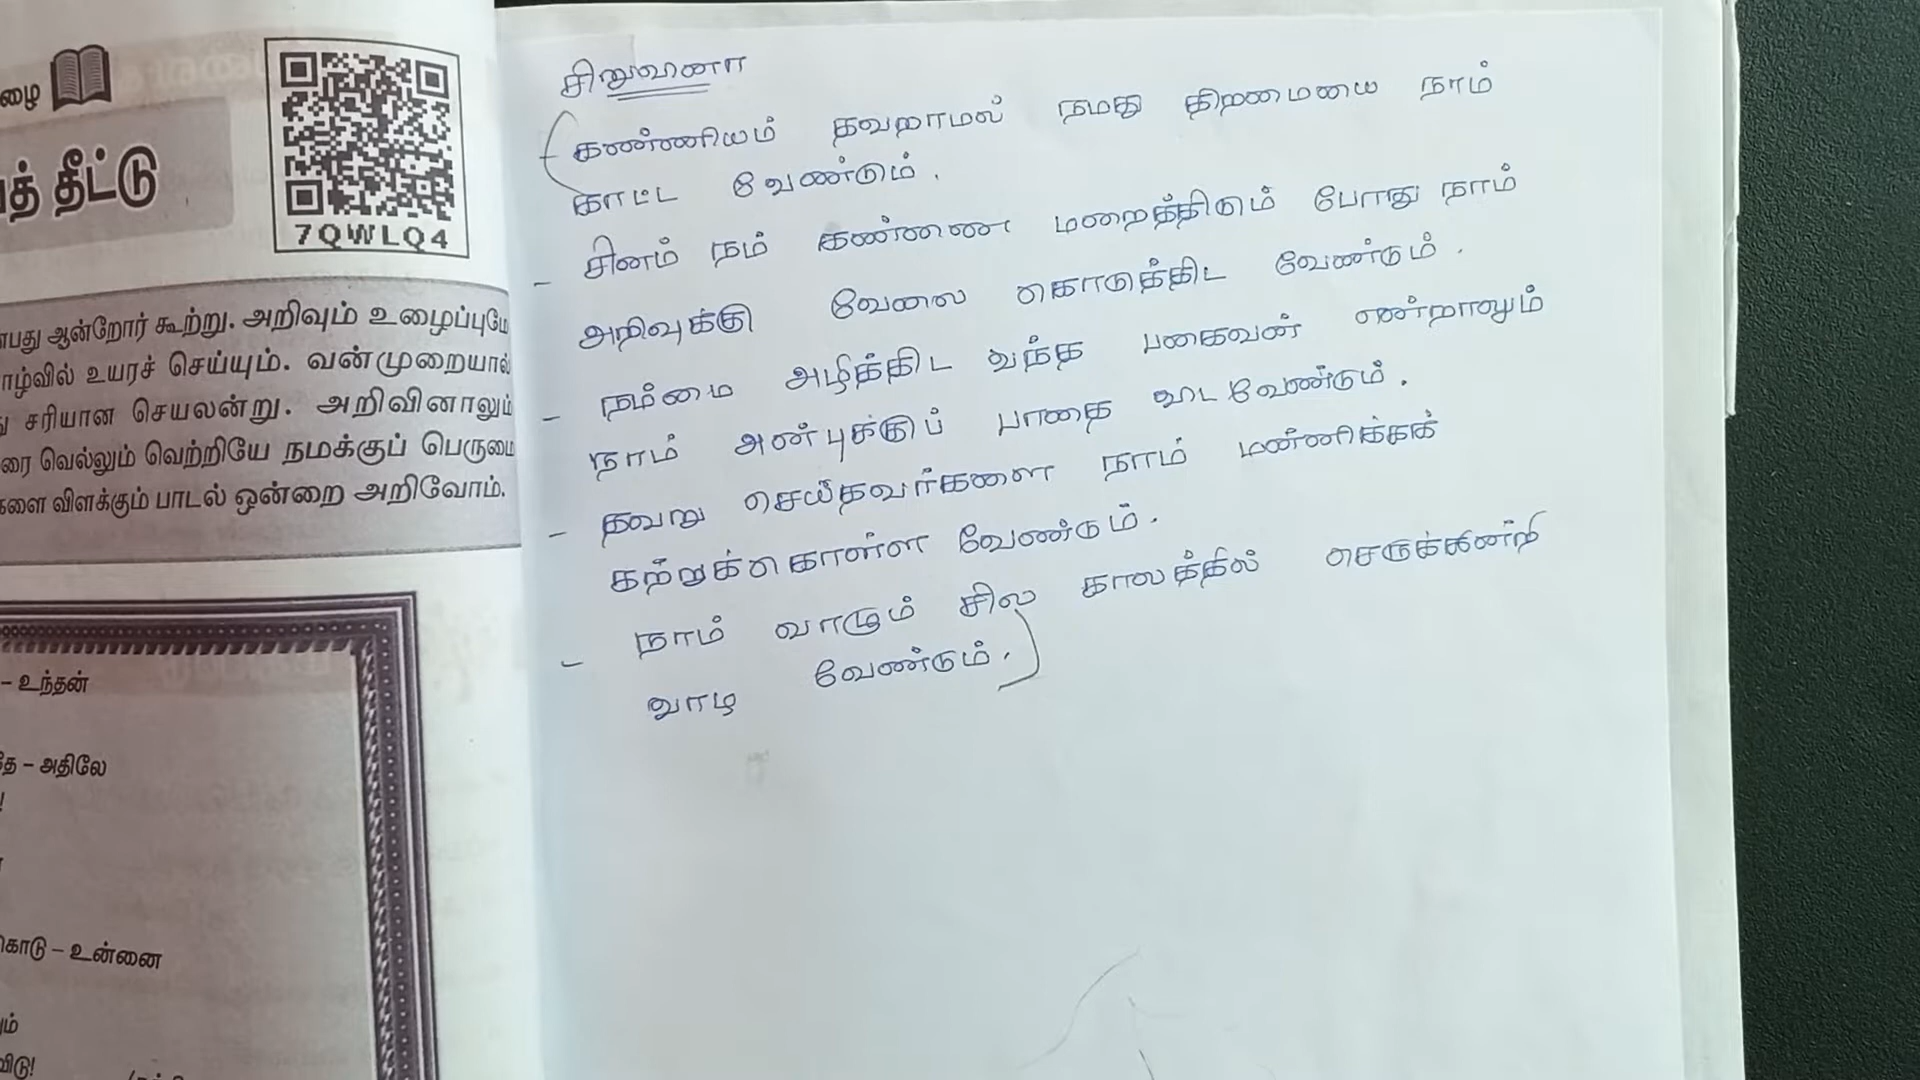 ழை
த் தீட்டு
7QWLQ4
பது ஆன்றோர் கூற்று. அறிவும் உழைப்புமே
ழ்வில் உயரச் செய்யும். வன்முறையால்
சரியான செயலன்று. அறிவினாலும்
ரை வெல்லும் வெற்றியே நமக்குப் பெருமை
களை விளக்கும் பாடல் ஒன்றை அறிவோம்.
– உந்தன்
தே – அதிலே
கொடு – உன்னை
சிறுவினா
- கண்ணியம் தவறாமல் நமது திறமையை நாம்
காட்ட வேண்டும்.
- சினம் நம் கண்ணை மறைத்திடும் போது நாம்
அறிவுக்கு வேலை கொடுத்திட வேண்டும்.
- நம்மை அழித்திட வந்த பகைவன் என்றாலும்
நாம் அன்புக்குப் பாதை விட வேண்டும்.
- தவறு செய்தவர்களை நாம் மன்னிக்கக்
கற்றுக்கொள்ள வேண்டும்.
- நாம் வாழும் சில காலத்தில் செருக்கின்றி
வாழ வேண்டும்.